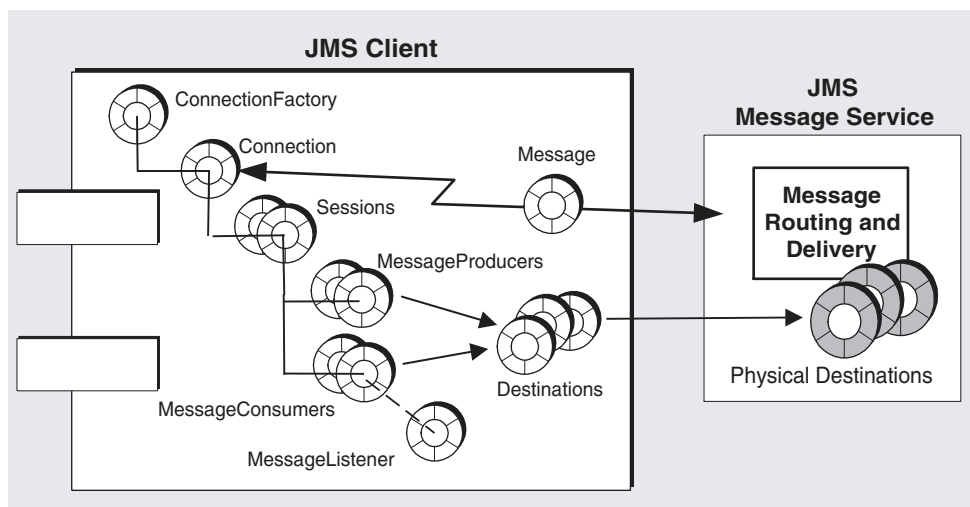 JMS Client
ConnectionFactory
Connection
Sessions
MessageProducers
MessageConsumers
MessageListener
Destinations
Message
JMS
Message Service
Message
Routing and
Delivery
Physical Destinations